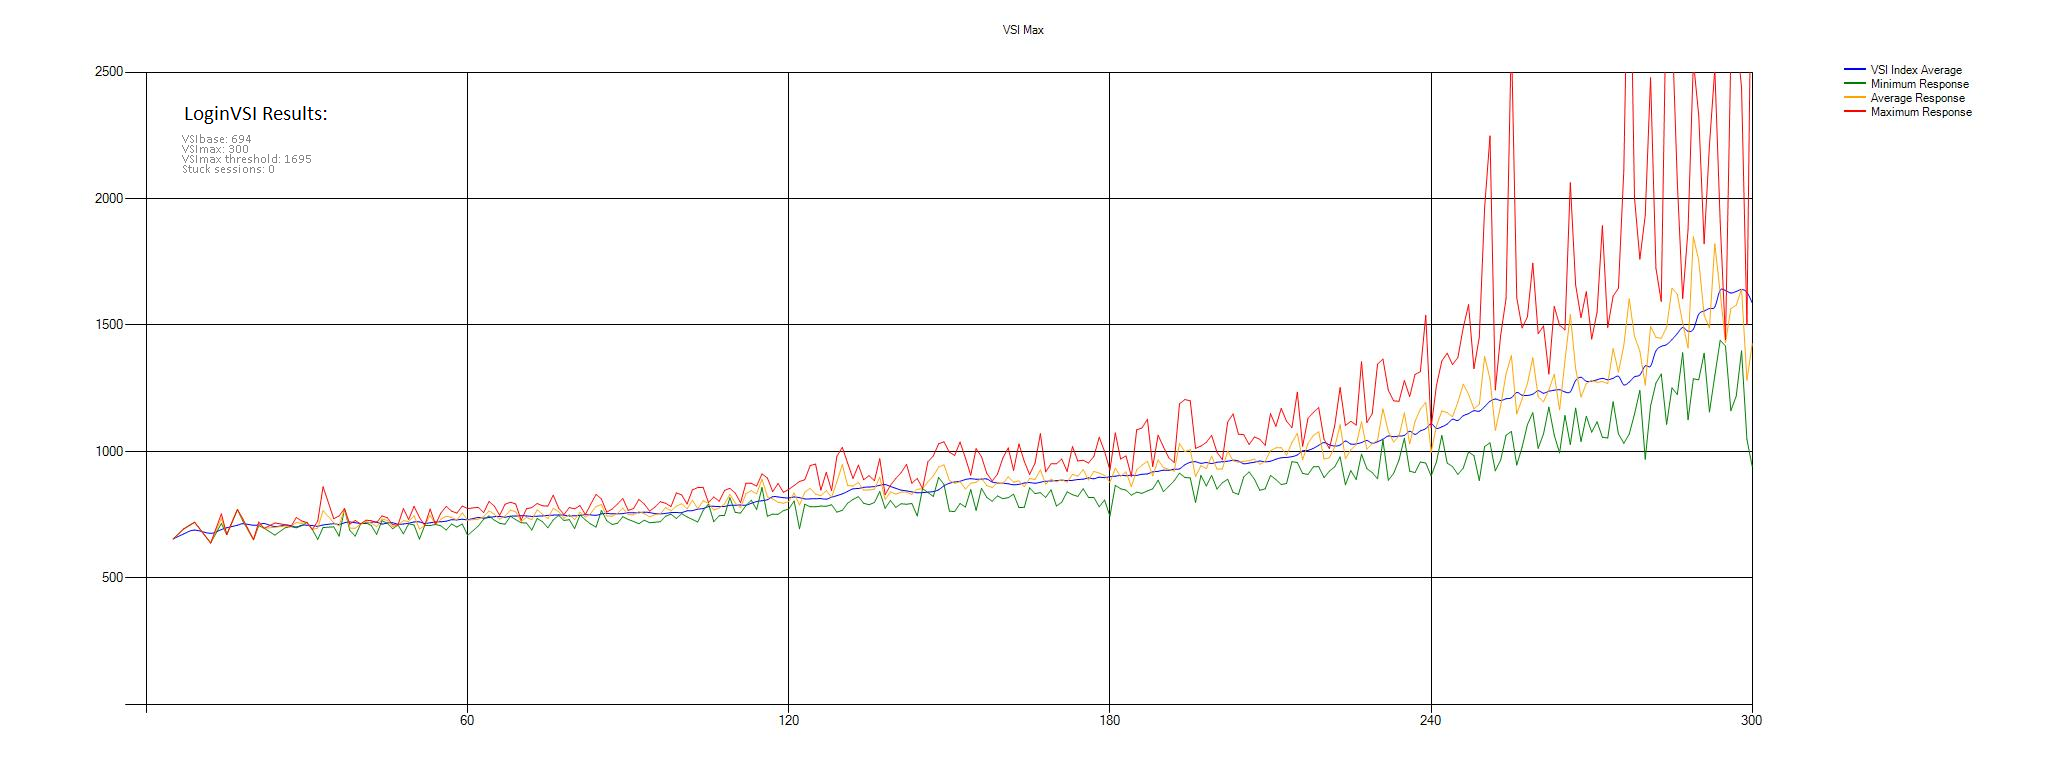 VSI Max
2500
2000
1500
1000
500
LoginVSI Results:
VSIbase: 694
VSImax: 300
VSImax threshold: 1695
Stuck sessions: 0
VSI Index Average
Minimum Response
Average Response
Maximum Response
60 120 180 240 300